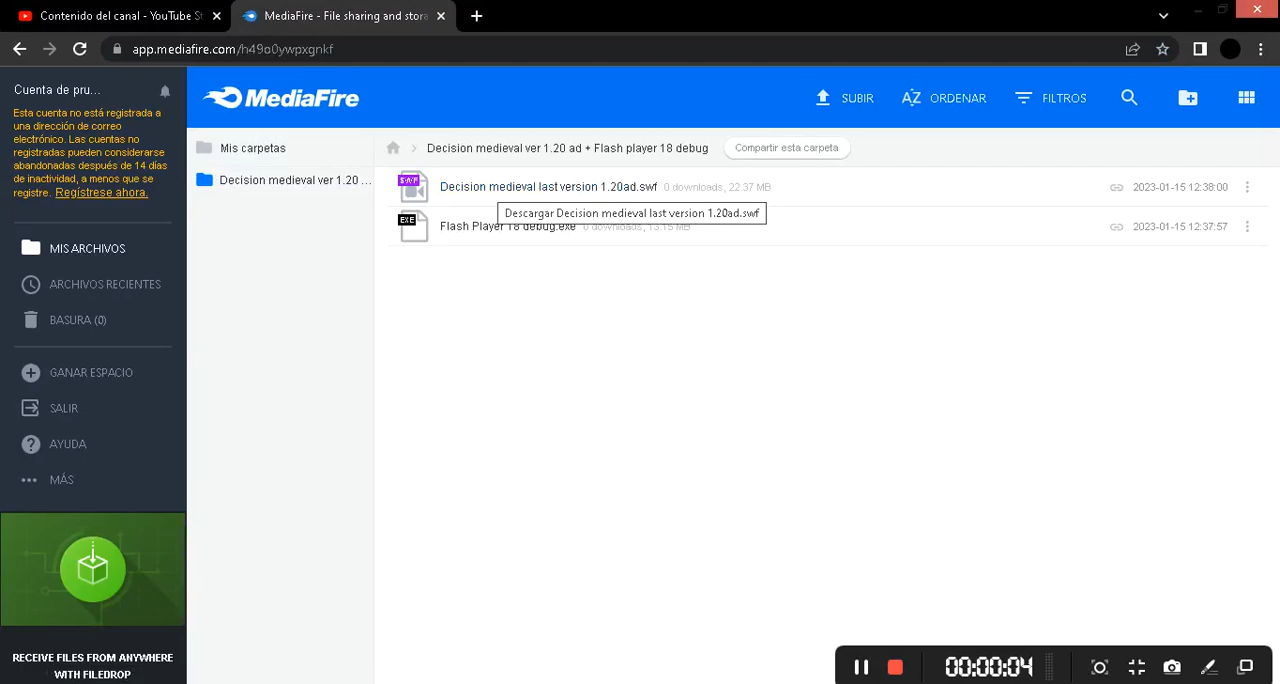 Contenido del canal - YouTube St
MediaFire - File sharing and stora
app.mediafire.com/h49o0ywpxgnkf
Cuenta de pru...
Esta cuenta no está registrada a
una dirección de correo
electrónico. Las cuentas no
registradas pueden considerarse
abandonadas después de 14 días
de inactividad, a menos que se
registre. Regístrese ahora.
MIS ARCHIVOS
ARCHIVOS RECIENTES
BASURA (0)
GANAR ESPACIO
SALIR
AYUDA
MÁS
RECEIVE FILES FROM ANYWHERE
WITH FILEDROP
MediaFire
SUBIR
AZ ORDENAR
FILTROS
Mis carpetas
Decision medieval ver 1.20 ...
Decision medieval ver 1.20 ad + Flash player 18 debug
Compartir esta carpeta
SWF
Decision medieval last version 1.20ad.swf 0 downloads, 22.37 MB
2023-01-15 12:38:00
Descargar Decision medieval last version 1.20ad.swf
EXE
Flash Player 18 debug.exe 0 downloads, 13.15 MB
2023-01-15 12:37:57
00:00:04